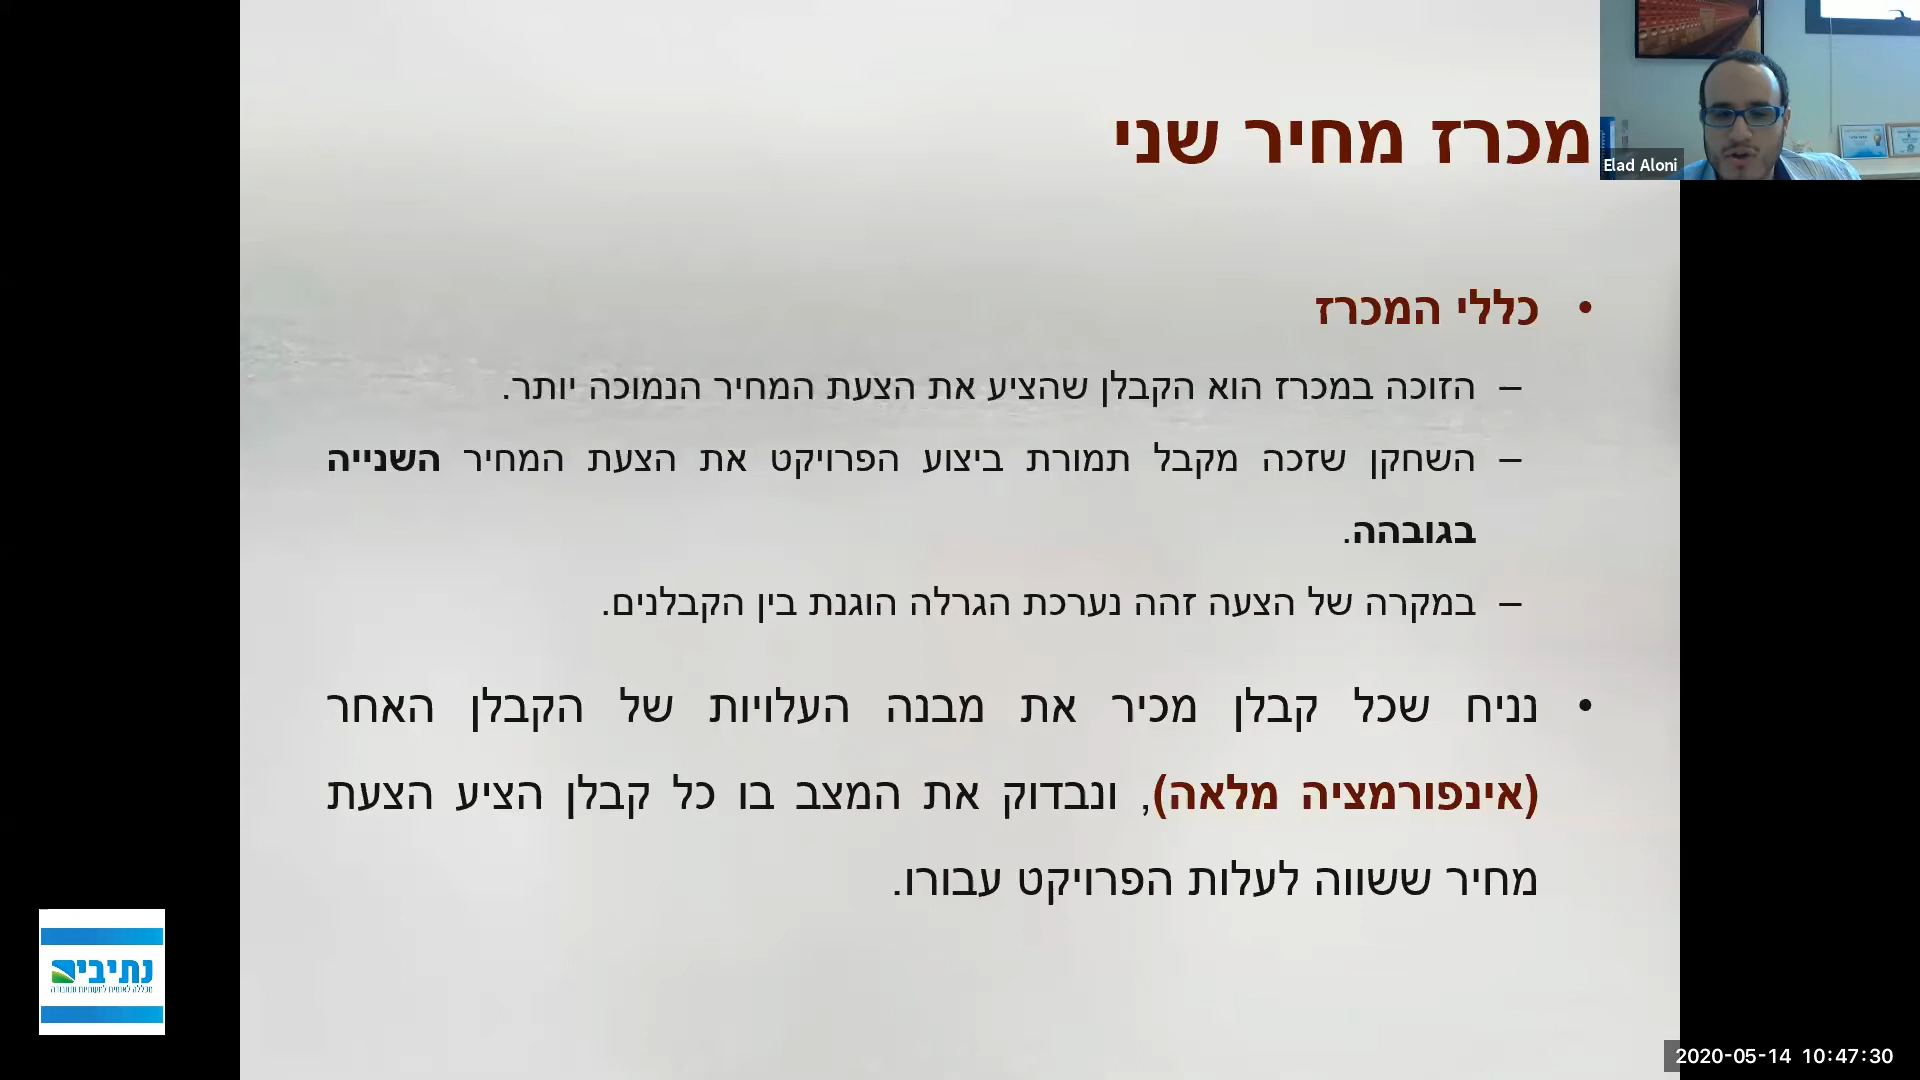 מכרז מחיר שני
Elad Aloni
• כללי המכרז
– הזוכה במכרז הוא הקבלן שהציע את הצעת המחיר הנמוכה יותר.
– השחקן שזכה מקבל תמורת ביצוע הפרויקט את הצעת המחיר השנייה
בגובהה.
– במקרה של הצעה זהה נערכת הגרלה הוגנת בין הקבלנים.
• נניח שכל קבלן מכיר את מבנה העלויות של הקבלן האחר
(אינפורמציה מלאה), ונבדוק את המצב בו כל קבלן הציע הצעת
מחיר ששווה לעלות הפרויקט עבורו.
2020-05-14 10:47:30